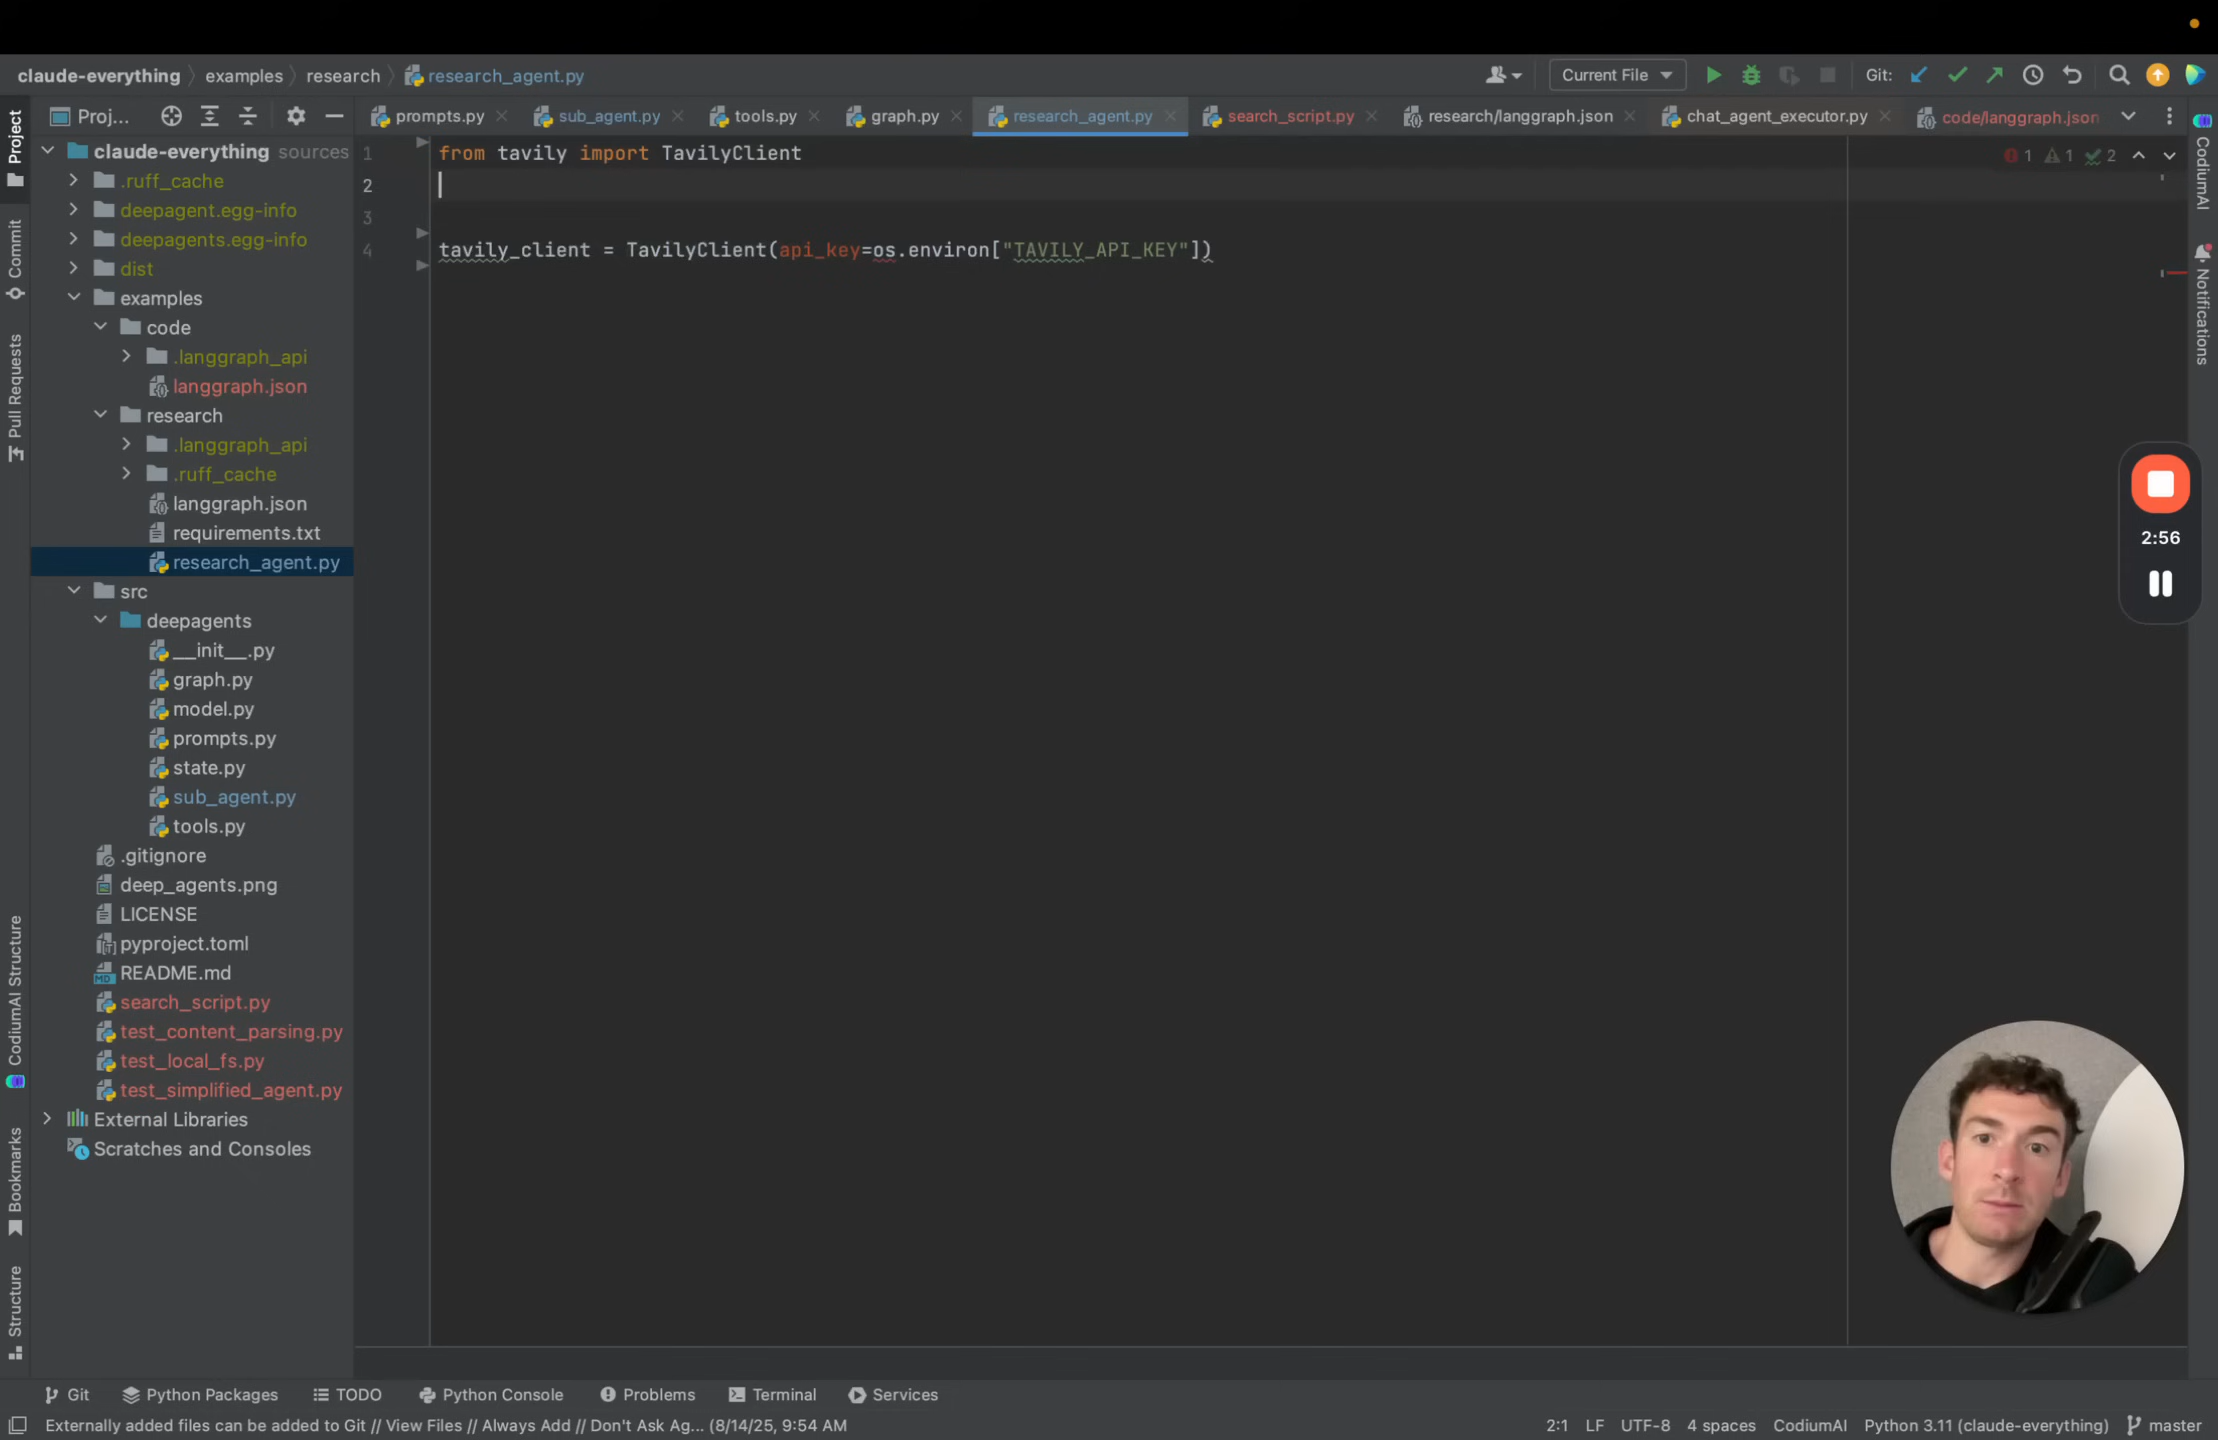 claude-everything
examples
research
research_agent.py
Current File
Git:
Proj...
prompts.py
sub_agent.py
tools.py
graph.py
research_agent.py
search_script.py
research/langgraph.json
chat_agent_executor.py
code/langgraph.json
Project
Commit
Pull Requests
CodiumAI Structure
Bookmarks
Structure
claude-everything sources
.ruff_cache
deepagent.egg-info
deepagents.egg-info
dist
examples
code
.langgraph_api
langgraph.json
research
.langgraph_api
.ruff_cache
langgraph.json
requirements.txt
research_agent.py
src
deepagents
__init__.py
graph.py
model.py
prompts.py
state.py
sub_agent.py
tools.py
.gitignore
deep_agents.png
LICENSE
pyproject.toml
README.md
search_script.py
test_content_parsing.py
test_local_fs.py
test_simplified_agent.py
External Libraries
Scratches and Consoles
1 from tavily import TavilyClient
2
3
4 tavily_client = TavilyClient(api_key=os.environ["TAVILY_API_KEY"])
1 1 2
CodiumAI
Notifications
2:56
Git
Python Packages
TODO
Python Console
Problems
Terminal
Services
Externally added files can be added to Git // View Files // Always Add // Don't Ask Ag... (8/14/25, 9:54 AM
2:1 LF UTF-8 4 spaces CodiumAI Python 3.11 (claude-everything) master